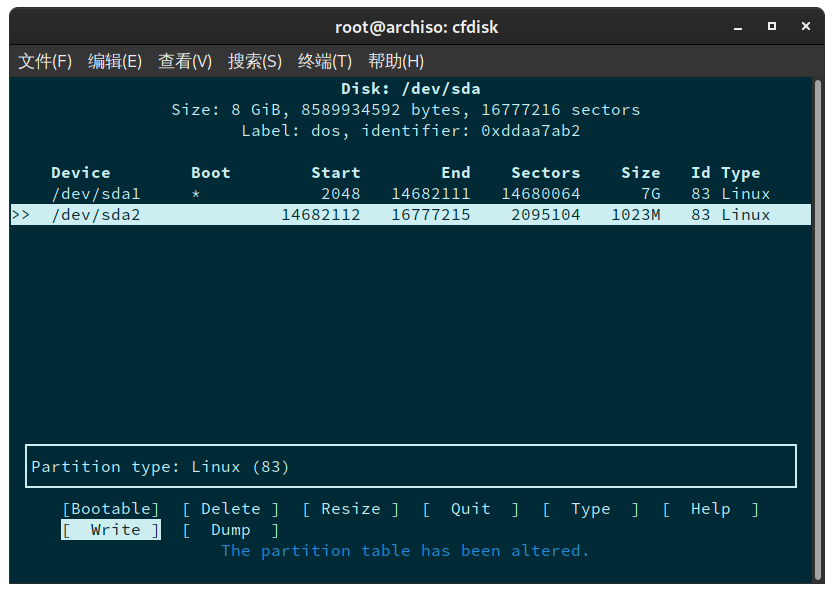 root@archiso: cfdisk
文件(F) 编辑(E) 查看(V) 搜索(S) 终端(T) 帮助(H)
Disk: /dev/sda
Size: 8 GiB, 8589934592 bytes, 16777216 sectors
Label: dos, identifier: 0xddaa7ab2
Device Boot Start End Sectors Size Id Type
/dev/sda1 * 2048 14682111 14680064 7G 83 Linux
>> /dev/sda2 14682112 16777215 2095104 1023M 83 Linux
Partition type: Linux (83)
[Bootable] [ Delete ] [ Resize ] [ Quit ] [ Type ] [ Help ]
[ Write ] [ Dump ]
The partition table has been altered.